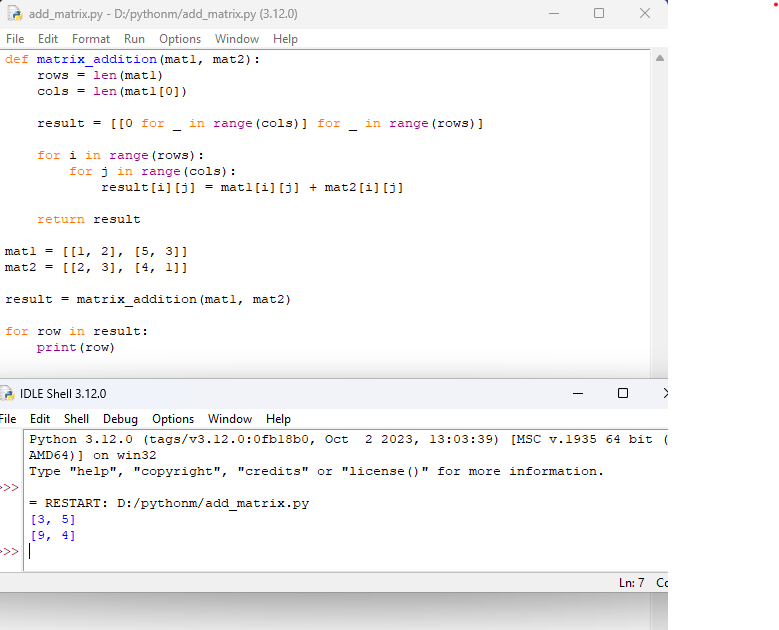 add_matrix.py - D:/pythonm/add_matrix.py (3.12.0)
File Edit Format Run Options Window Help
def matrix_addition(mat1, mat2):
    rows = len(mat1)
    cols = len(mat1[0])
    result = [[0 for _ in range(cols)] for _ in range(rows)]
    for i in range(rows):
        for j in range(cols):
            result[i][j] = mat1[i][j] + mat2[i][j]
    return result
mat1 = [[1, 2], [5, 3]]
mat2 = [[2, 3], [4, 1]]
result = matrix_addition(mat1, mat2)
for row in result:
    print(row)
IDLE Shell 3.12.0
File Edit Shell Debug Options Window Help
Python 3.12.0 (tags/v3.12.0:0fb18b0, Oct  2 2023, 13:03:39) [MSC v.1935 64 bit (
AMD64)] on win32
Type "help", "copyright", "credits" or "license()" for more information.
>>>
= RESTART: D:/pythonm/add_matrix.py
[3, 5]
[9, 4]
>>>
Ln: 7 Co